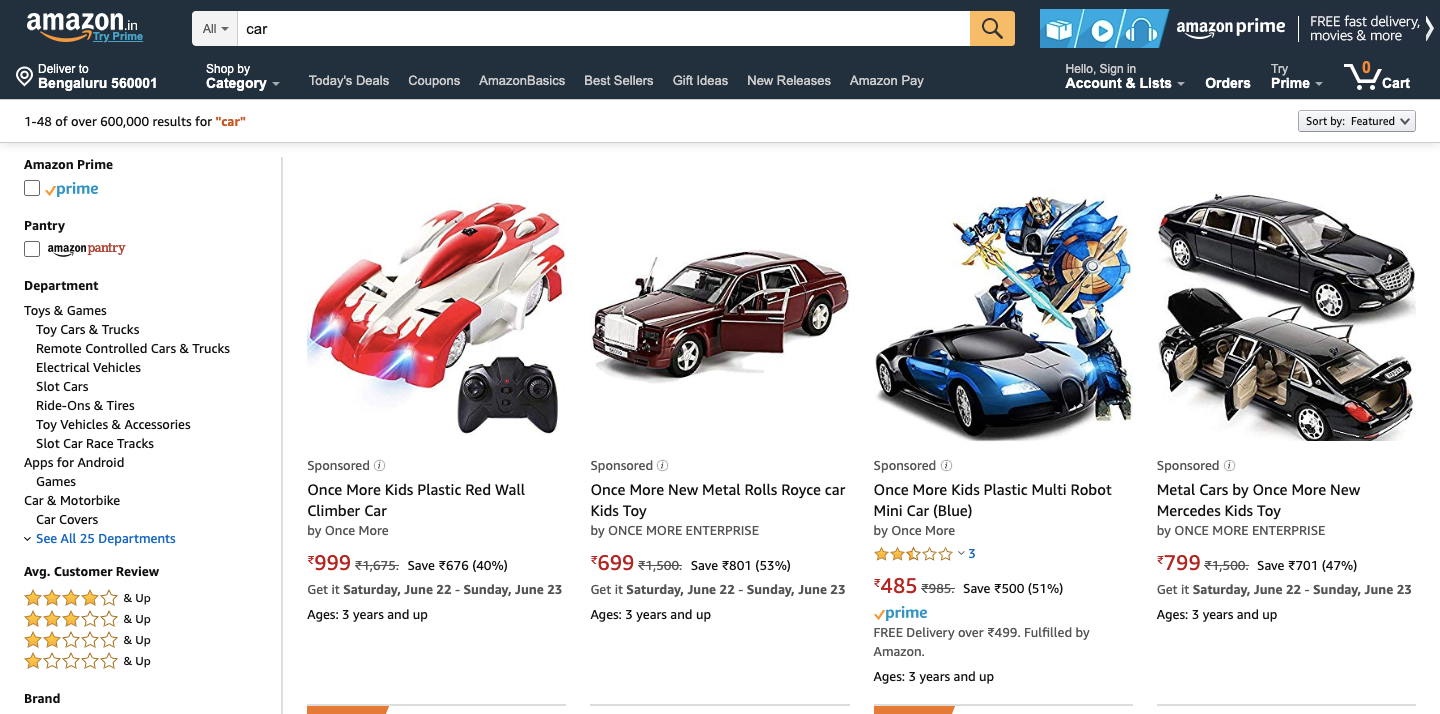 amazon.in
Try Prime
All
car
amazon prime
FREE fast delivery,
movies & more
Deliver to
Bengaluru 560001
Shop by
Category
Today's Deals
Coupons
AmazonBasics
Best Sellers
Gift Ideas
New Releases
Amazon Pay
Hello, Sign in
Account & Lists
Orders
Try
Prime
0
Cart
1-48 of over 600,000 results for "car"
Sort by: Featured
Amazon Prime
prime
Pantry
amazon pantry
Department
Toys & Games
Toy Cars & Trucks
Remote Controlled Cars & Trucks
Electrical Vehicles
Slot Cars
Ride-Ons & Tires
Toy Vehicles & Accessories
Slot Car Race Tracks
Apps for Android
Games
Car & Motorbike
Car Covers
See All 25 Departments
Avg. Customer Review
& Up
& Up
& Up
& Up
Brand
Sponsored
Once More Kids Plastic Red Wall
Climber Car
by Once More
₹999 ₹1,675. Save ₹676 (40%)
Get it Saturday, June 22 - Sunday, June 23
Ages: 3 years and up
Sponsored
Once More New Metal Rolls Royce car
Kids Toy
by ONCE MORE ENTERPRISE
₹699 ₹1,500. Save ₹801 (53%)
Get it Saturday, June 22 - Sunday, June 23
Ages: 3 years and up
Sponsored
Once More Kids Plastic Multi Robot
Mini Car (Blue)
by Once More
3
₹485 ₹985. Save ₹500 (51%)
prime
FREE Delivery over ₹499. Fulfilled by
Amazon.
Ages: 3 years and up
Sponsored
Metal Cars by Once More New
Mercedes Kids Toy
by ONCE MORE ENTERPRISE
₹799 ₹1,500. Save ₹701 (47%)
Get it Saturday, June 22 - Sunday, June 23
Ages: 3 years and up